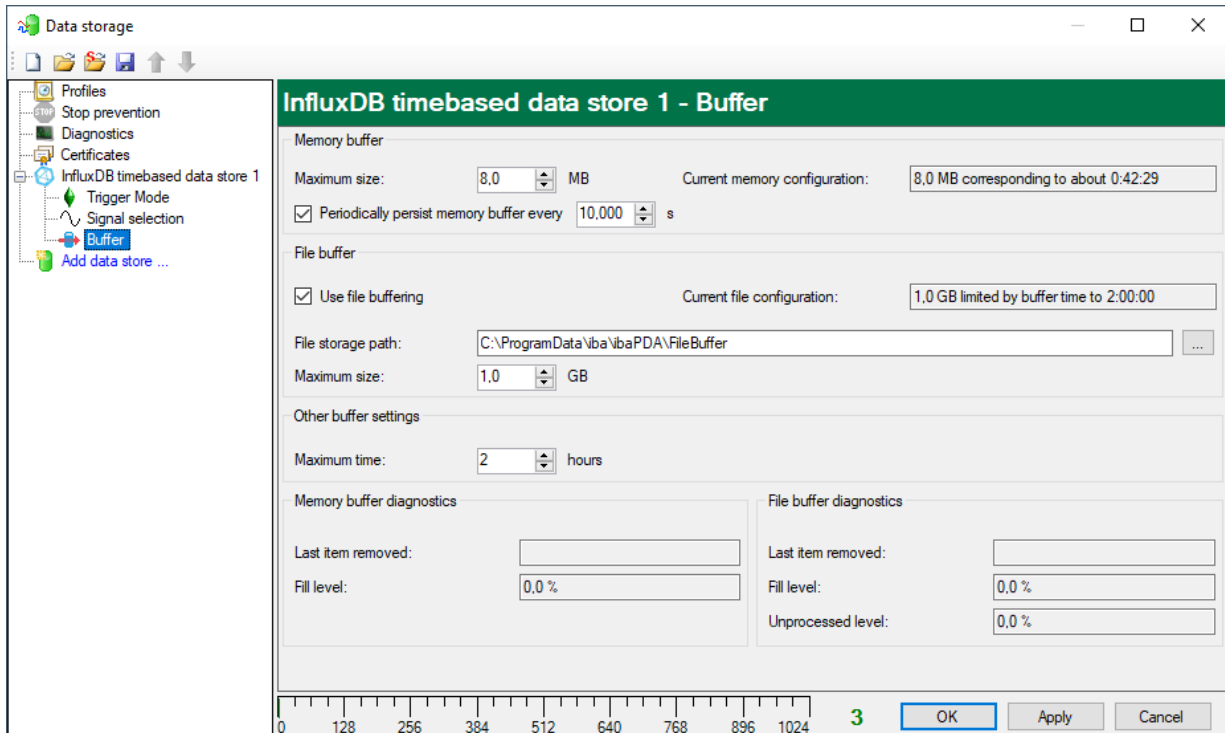 Data storage
Profiles
STOP Stop prevention
Diagnostics
Certificates
InfluxDB timebased data store 1
Trigger Mode
Signal selection
Buffer
Add data store ...
InfluxDB timebased data store 1 - Buffer
Memory buffer
Maximum size: 8,0 MB Current memory configuration: 8,0 MB corresponding to about 0:42:29
Periodically persist memory buffer every 10,000 s
File buffer
Use file buffering Current file configuration: 1,0 GB limited by buffer time to 2:00:00
File storage path: C:\ProgramData\iba\ibaPDA\FileBuffer ...
Maximum size: 1,0 GB
Other buffer settings
Maximum time: 2 hours
Memory buffer diagnostics
Last item removed:
Fill level: 0,0 %
File buffer diagnostics
Last item removed:
Fill level: 0,0 %
Unprocessed level: 0,0 %
0 128 256 384 512 640 768 896 1024
3 OK Apply Cancel